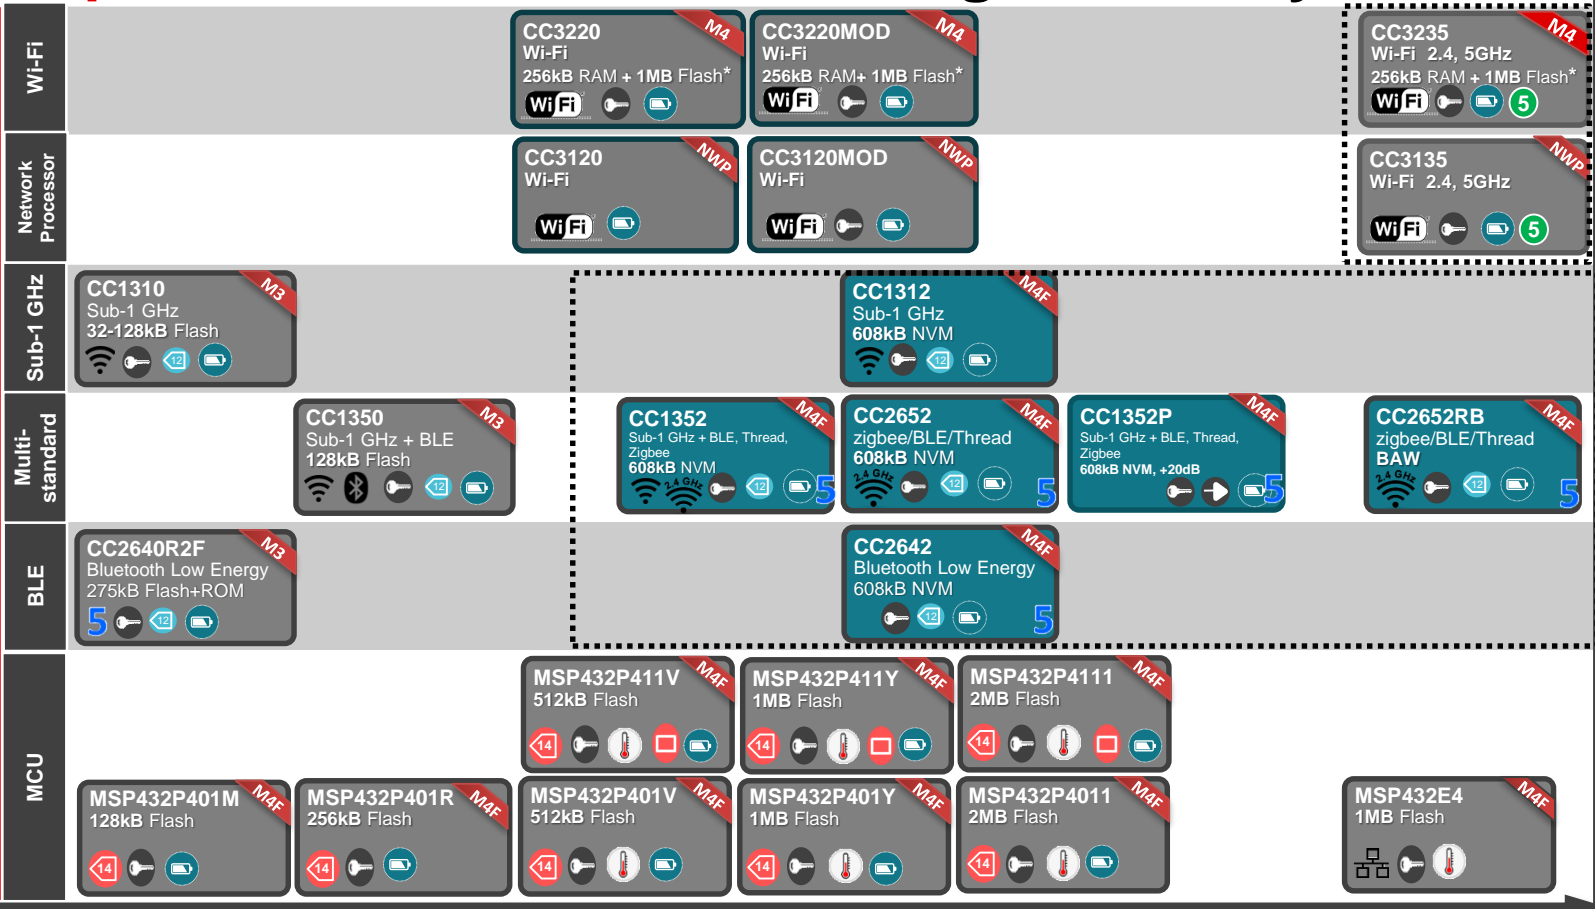 Wi-Fi
CC3220
Wi-Fi
256kB RAM + 1MB Flash*
M4
Wi Fi
CC3220MOD
Wi-Fi
256kB RAM+ 1MB Flash*
M4
Wi Fi
CC3235
Wi-Fi 2.4, 5GHz
256kB RAM + 1MB Flash*
M4
Wi Fi
5
Network
Processor
CC3120
Wi-Fi
NWP
Wi Fi
CC3120MOD
Wi-Fi
NWP
Wi Fi
CC3135
Wi-Fi 2.4, 5GHz
NWP
Wi Fi
5
Sub-1 GHz
CC1310
Sub-1 GHz
32-128kB Flash
M3
12
CC1312
Sub-1 GHz
608kB NVM
M4F
12
Multi-
standard
CC1350
Sub-1 GHz + BLE
128kB Flash
M3
12
CC1352
Sub-1 GHz + BLE, Thread,
Zigbee
608kB NVM
M4F
2.4 GHz
12
5
CC2652
zigbee/BLE/Thread
608kB NVM
M4F
2.4 GHz
12
5
CC1352P
Sub-1 GHz + BLE, Thread,
Zigbee
608kB NVM, +20dB
M4F
5
CC2652RB
zigbee/BLE/Thread
BAW
M4F
2.4 GHz
12
5
BLE
CC2640R2F
Bluetooth Low Energy
275kB Flash+ROM
M3
5
12
CC2642
Bluetooth Low Energy
608kB NVM
M4F
12
5
MCU
MSP432P411V
512kB Flash
M4F
14
MSP432P411Y
1MB Flash
M4F
14
MSP432P4111
2MB Flash
M4F
14
MSP432P401M
128kB Flash
M4F
14
MSP432P401R
256kB Flash
M4F
14
MSP432P401V
512kB Flash
M4F
14
MSP432P401Y
1MB Flash
M4F
14
MSP432P4011
2MB Flash
M4F
14
MSP432E4
1MB Flash
M4F